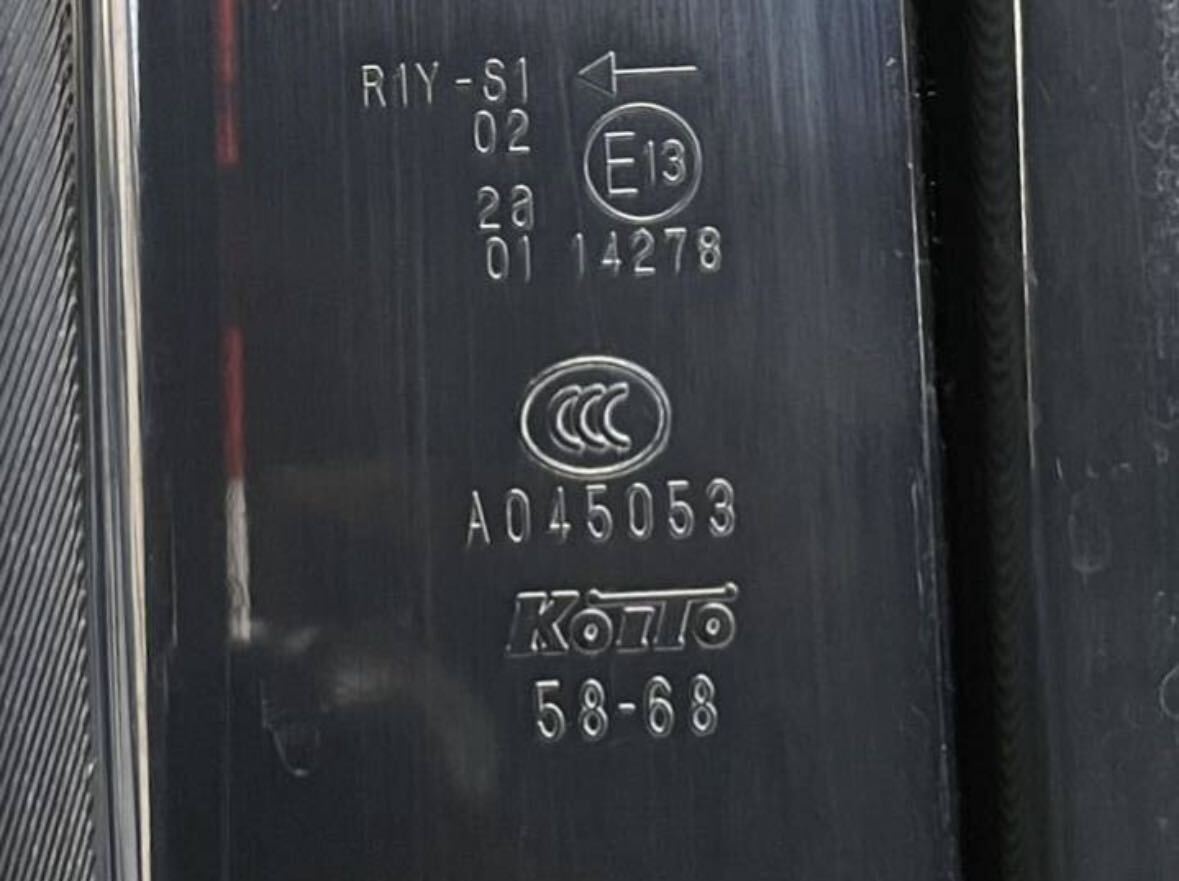 R1Y-S1
02
E13
2a
01 14278
CCC
A045053
KOITO
58-68